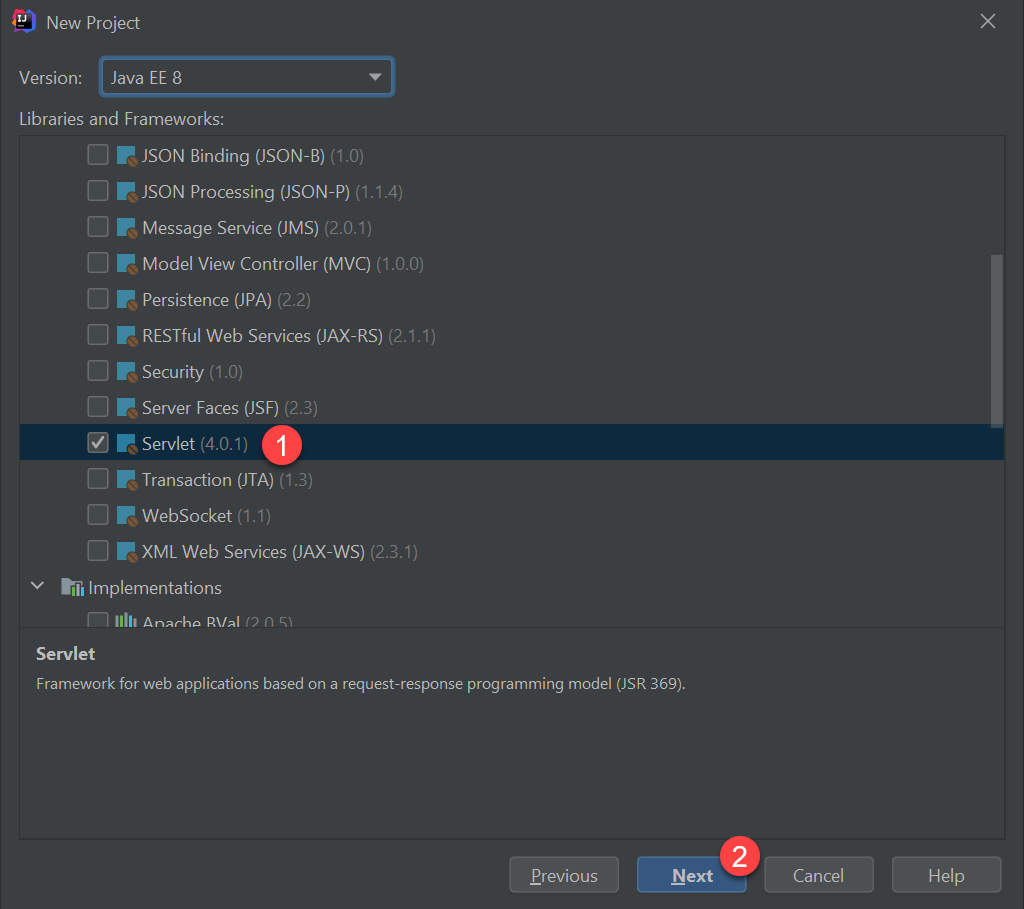 New Project
Version: Java EE 8
Libraries and Frameworks:
JSON Binding (JSON-B) (1.0)
JSON Processing (JSON-P) (1.1.4)
Message Service (JMS) (2.0.1)
Model View Controller (MVC) (1.0.0)
Persistence (JPA) (2.2)
RESTful Web Services (JAX-RS) (2.1.1)
Security (1.0)
Server Faces (JSF) (2.3)
Servlet (4.0.1) 1
Transaction (JTA) (1.3)
WebSocket (1.1)
XML Web Services (JAX-WS) (2.3.1)
Implementations
Apache BVal (2.0.5)
Servlet
Framework for web applications based on a request-response programming model (JSR 369).
Previous Next 2 Cancel Help